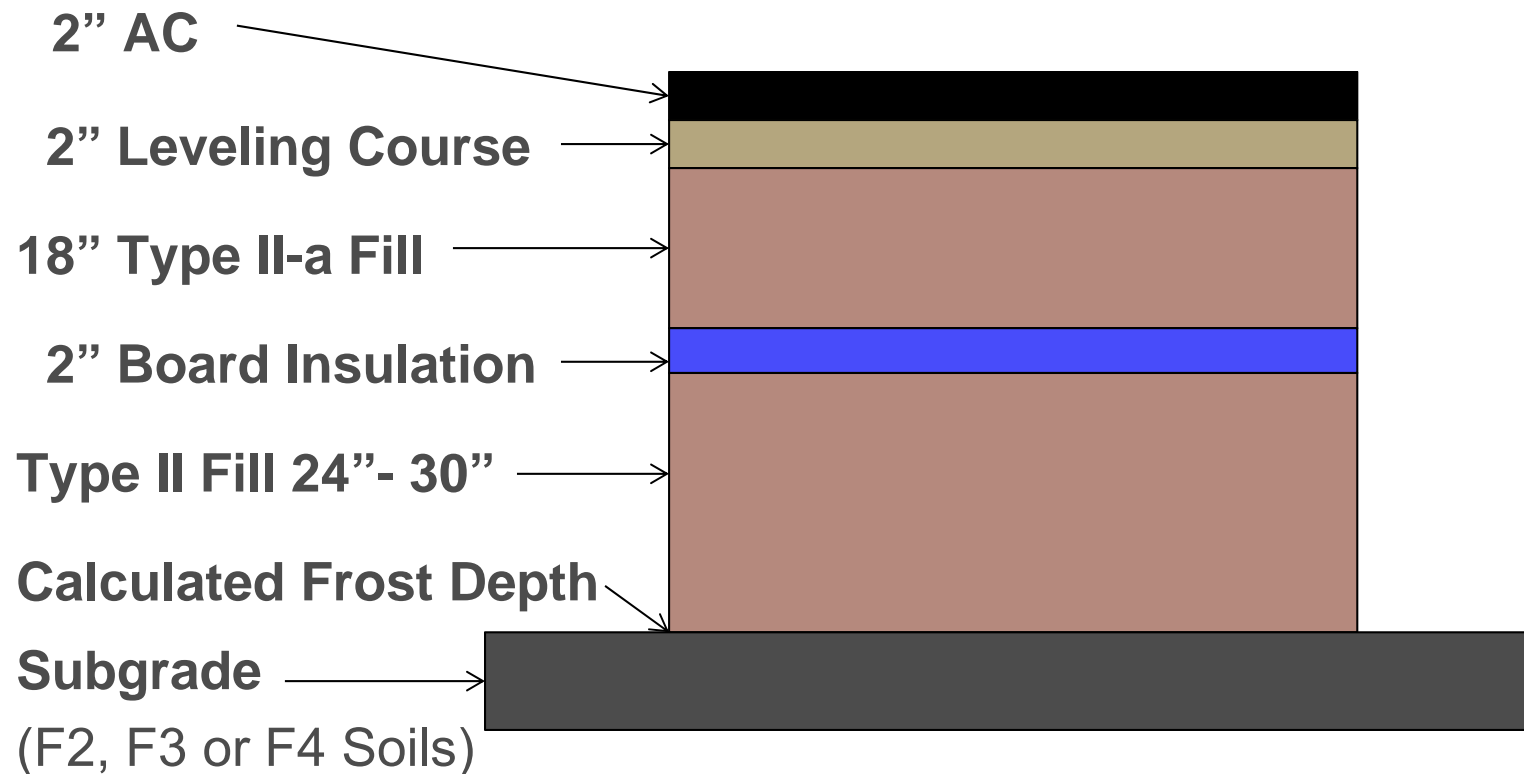 2” AC
2” Leveling Course
18” Type II-a Fill
2” Board Insulation
Type II Fill 24”- 30”
Calculated Frost Depth
Subgrade
(F2, F3 or F4 Soils)